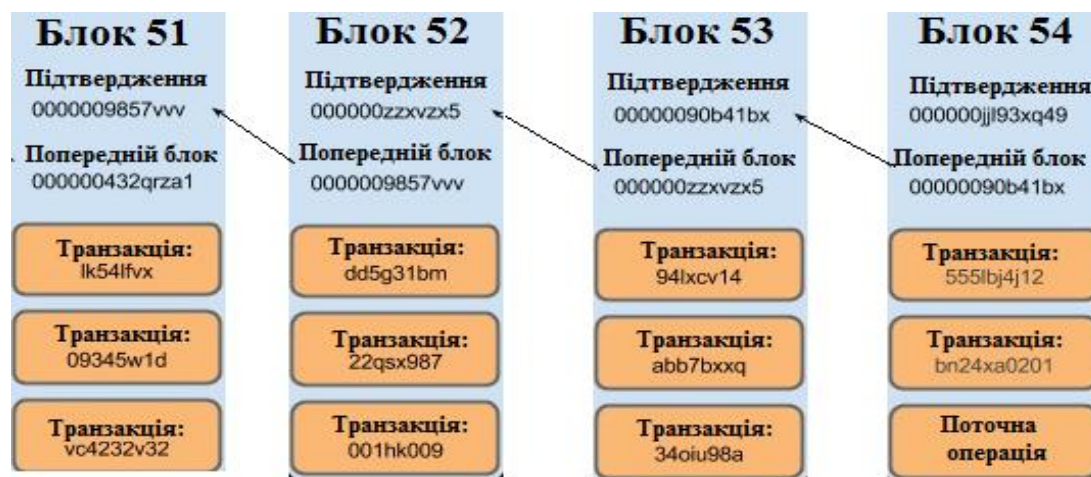 Блок 51
Підтвердження
0000009857vvv
Попередній блок
000000432qrza1
Транзакція:
lk54lfvx
Транзакція:
09345w1d
Транзакція:
vc4232v32
Блок 52
Підтвердження
000000zzxvzx5
Попередній блок
0000009857vvv
Транзакція:
dd5g31bm
Транзакція:
22qsx987
Транзакція:
001hk009
Блок 53
Підтвердження
00000090b41bx
Попередній блок
000000zzxvzx5
Транзакція:
94lxcv14
Транзакція:
abb7bxxq
Транзакція:
34oiu98a
Блок 54
Підтвердження
000000jjl93xq49
Попередній блок
00000090b41bx
Транзакція:
555lbj4j12
Транзакція:
bn24xa0201
Поточна
операція